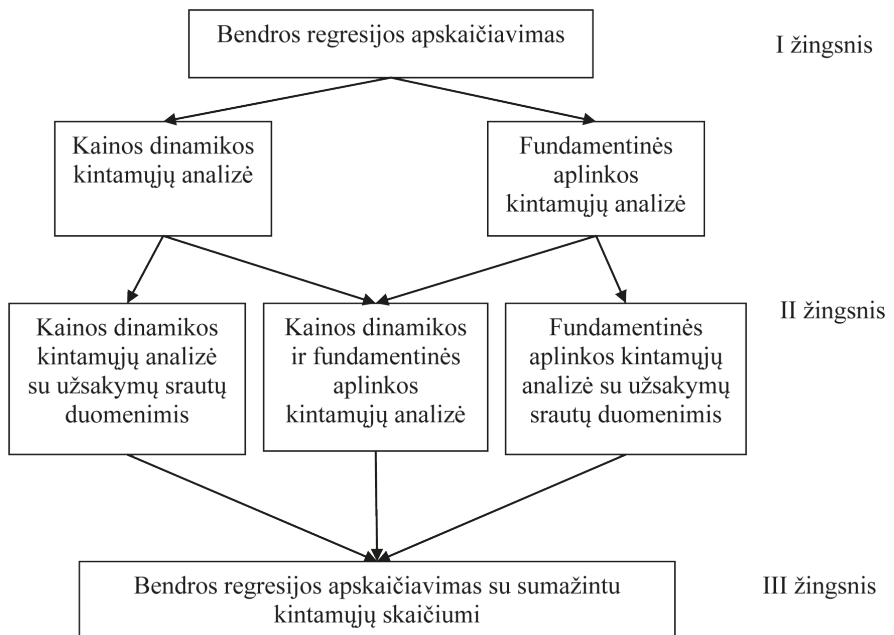 Bendros regresijos apskaičiavimas
I žingsnis
Kainos dinamikos
kintamųjų analizė
Fundamentinės
aplinkos
kintamųjų analizė
II žingsnis
Kainos dinamikos
kintamųjų analizė
su užsakymų srautų
duomenimis
Kainos dinamikos
ir fundamentinės
aplinkos
kintamųjų analizė
Fundamentinės
aplinkos kintamųjų
analizė su užsakymų
srautų duomenimis
Bendros regresijos apskaičiavimas su sumažintu
kintamųjų skaičiumi
III žingsnis